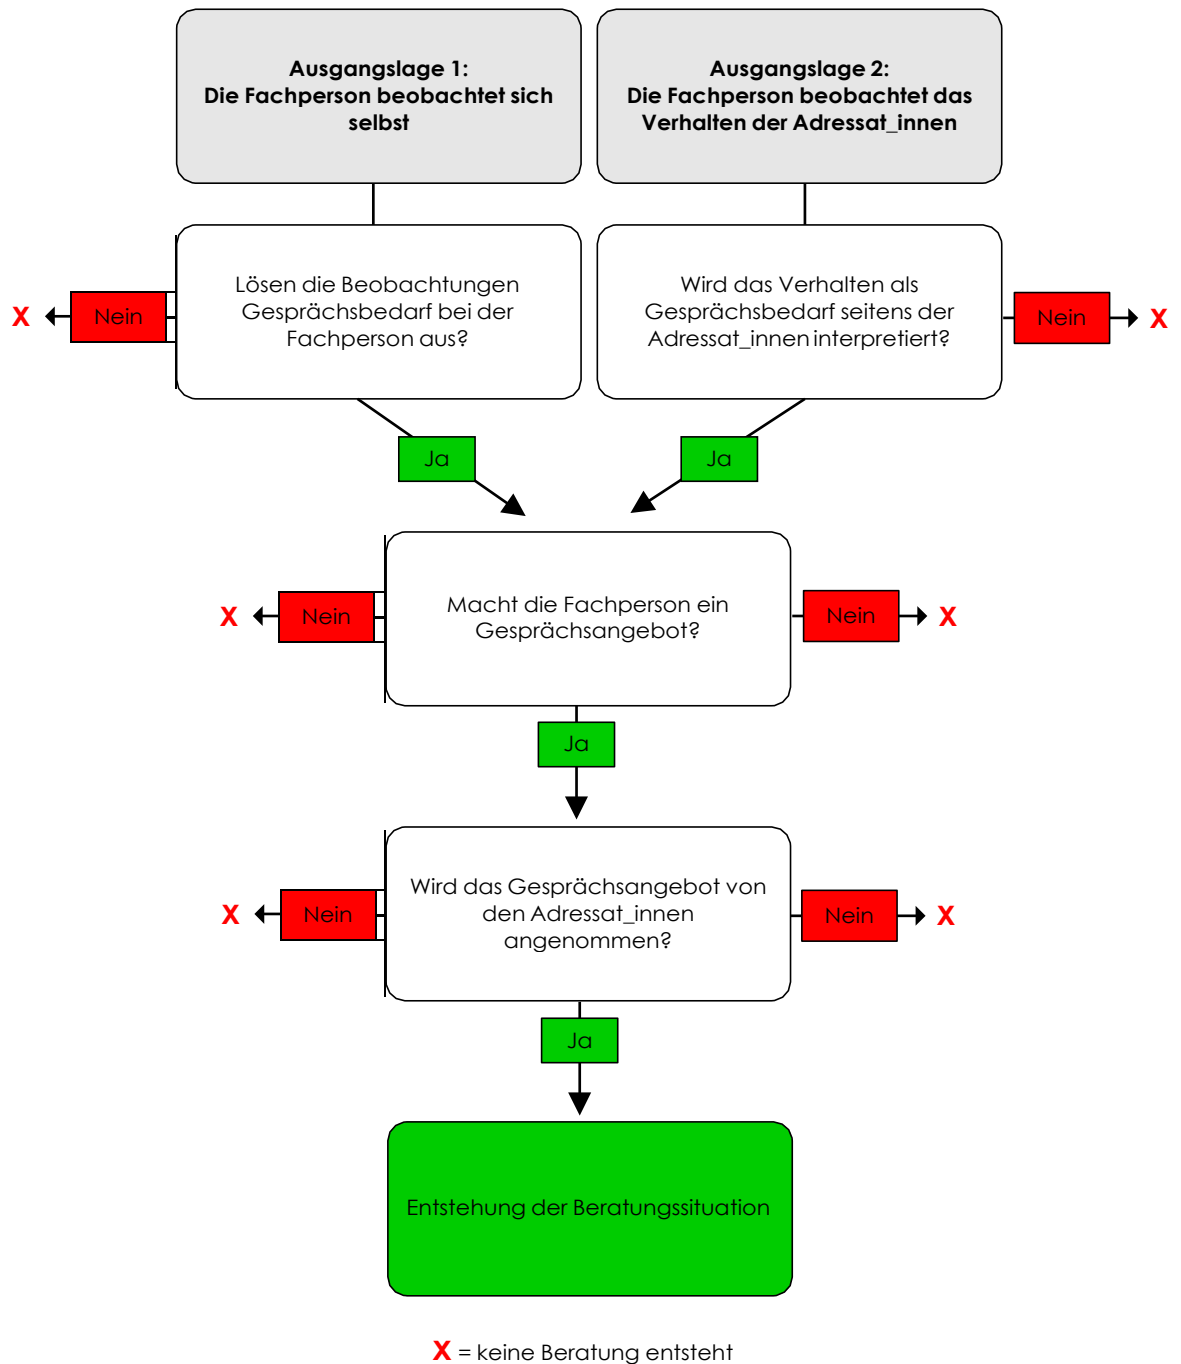 Ausgangslage 1:
Die Fachperson beobachtet sich
selbst
Ausgangslage 2:
Die Fachperson beobachtet das
Verhalten der Adressat_innen
Lösen die Beobachtungen
Gesprächsbedarf bei der
Fachperson aus?
Wird das Verhalten als
Gesprächsbedarf seitens der
Adressat_innen interpretiert?
X
Nein
Nein
X
Ja
Ja
Macht die Fachperson ein
Gesprächsangebot?
X
Nein
Nein
X
Ja
Wird das Gesprächsangebot von
den Adressat_innen
angenommen?
X
Nein
Nein
X
Ja
Entstehung der Beratungssituation
X = keine Beratung entsteht